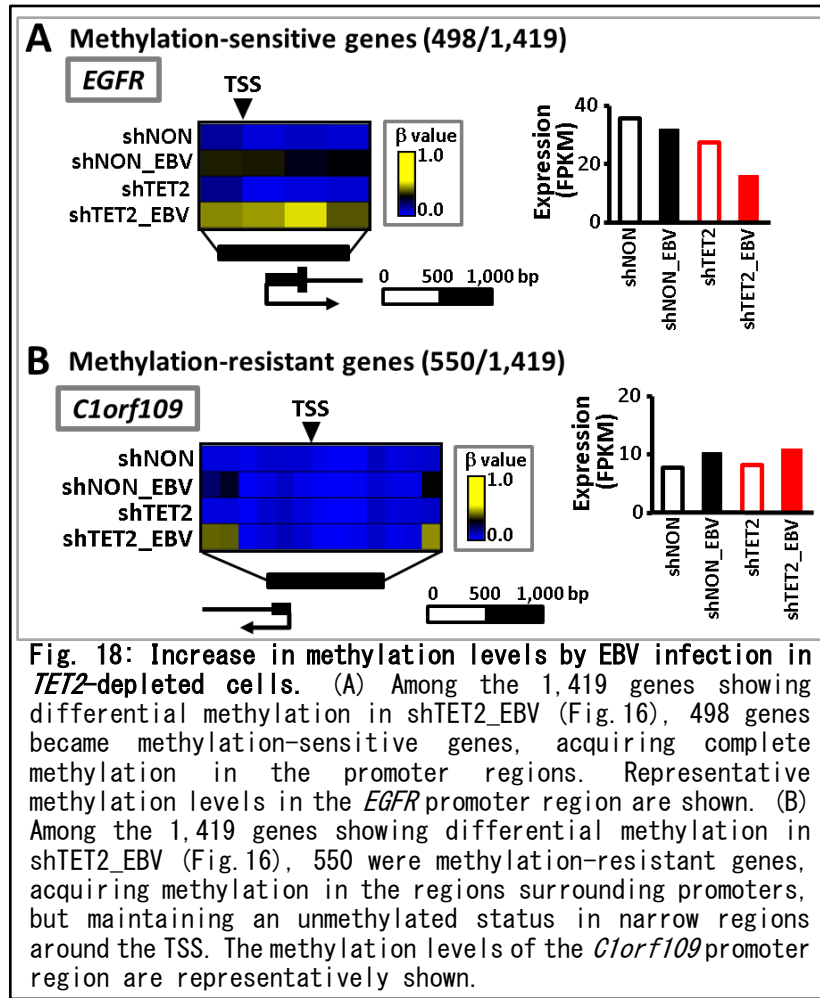 A Methylation-sensitive genes (498/1,419)
EGFR
TSS
shNON
shNON_EBV
shTET2
shTET2_EBV
β value
1.0
0.0
0 500 1,000 bp
Expression
(FPKM)
40
20
0
shNON
shNON_EBV
shTET2
shTET2_EBV
B Methylation-resistant genes (550/1,419)
C1orf109
TSS
shNON
shNON_EBV
shTET2
shTET2_EBV
β value
1.0
0.0
0 500 1,000 bp
Expression
(FPKM)
20
10
0
shNON
shNON_EBV
shTET2
shTET2_EBV
Fig. 18: Increase in methylation levels by EBV infection in
TET2-depleted cells. (A) Among the 1,419 genes showing
differential methylation in shTET2_EBV (Fig.16), 498 genes
became methylation-sensitive genes, acquiring complete
methylation in the promoter regions. Representative
methylation levels in the EGFR promoter region are shown. (B)
Among the 1,419 genes showing differential methylation in
shTET2_EBV (Fig.16), 550 were methylation-resistant genes,
acquiring methylation in the regions surrounding promoters,
but maintaining an unmethylated status in narrow regions
around the TSS. The methylation levels of the C1orf109 promoter
region are representatively shown.